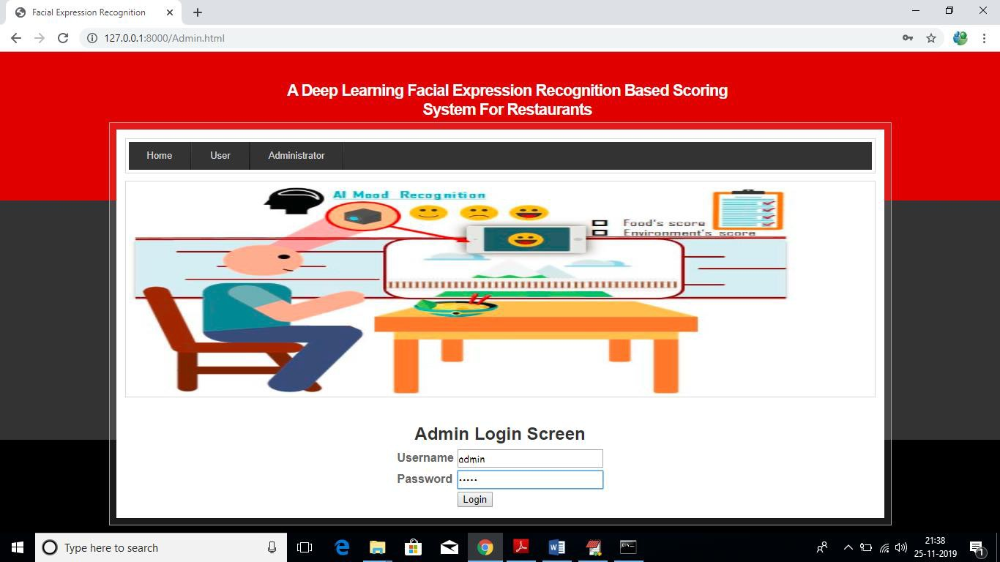 Facial Expression Recognition
127.0.0.1:8000/Admin.html
A Deep Learning Facial Expression Recognition Based Scoring
System For Restaurants
Home User Administrator
AI Mood Recognition
Food's score
Environment's score
Admin Login Screen
Username admin
Password •••••
Login
Type here to search
21:38
25-11-2019
1